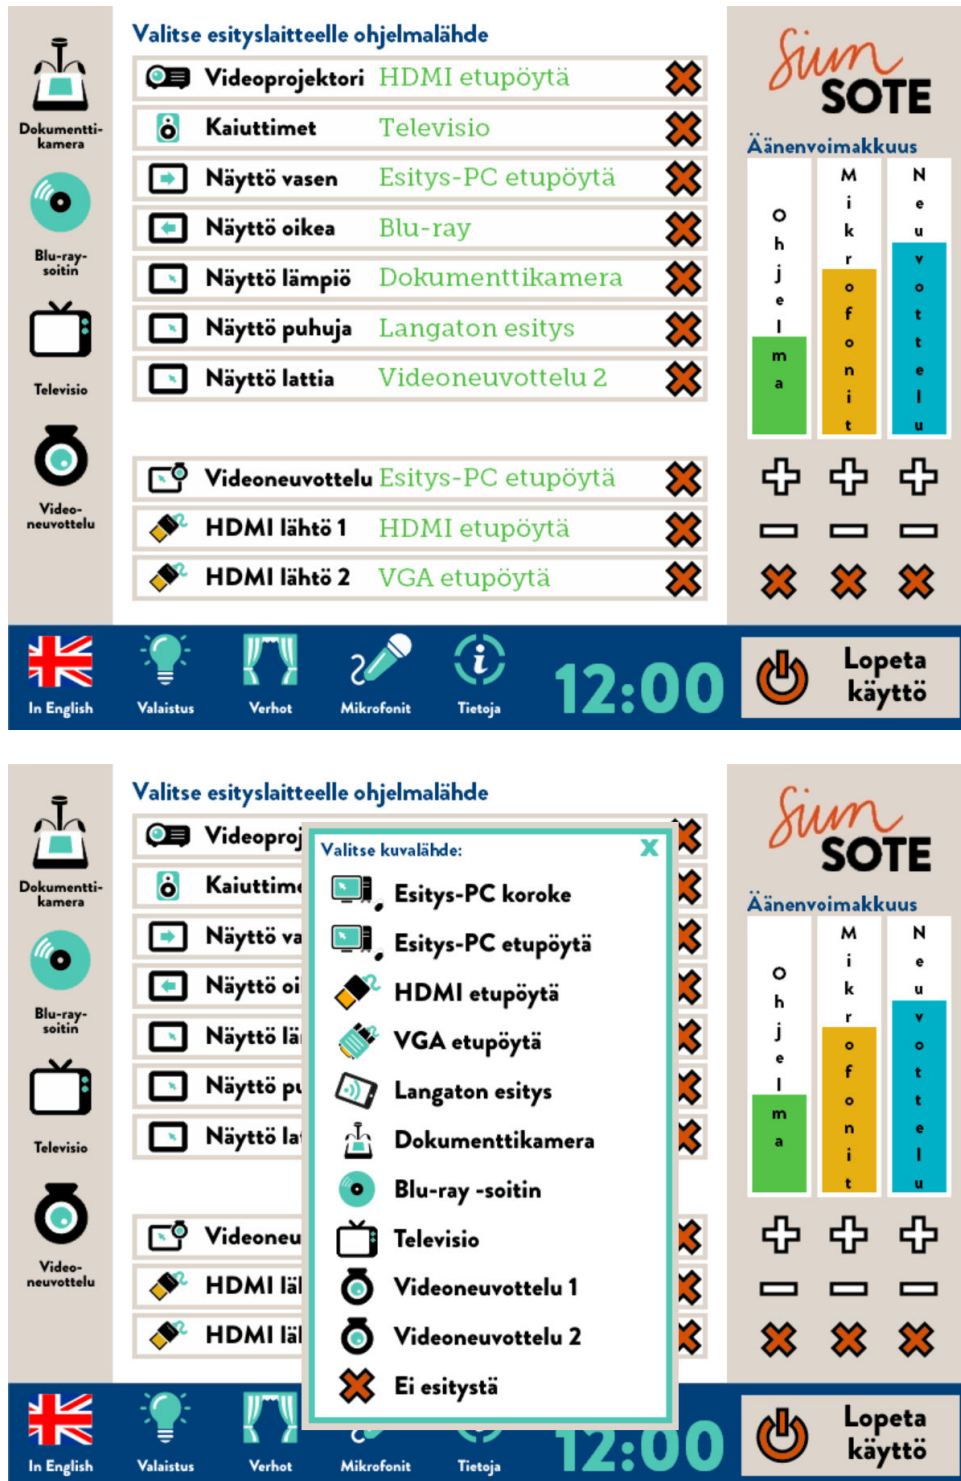 Valitse esityslaitteelle ohjelmalähde
Videoprojektori HDMI etupöytä
Kaiuttimet Televisio
Näyttö vasen Esitys-PC etupöytä
Näyttö oikea Blu-ray
Näyttö lämpiö Dokumenttikamera
Näyttö puhuja Langaton esitys
Näyttö lattia Videoneuvottelu 2
Videoneuvottelu Esitys-PC etupöytä
HDMI lähtö 1 HDMI etupöytä
HDMI lähtö 2 VGA etupöytä
Dokumentti-
kamera
Blu-ray-
soitin
Televisio
Video-
neuvottelu
Sium
SOTE
Äänenvoimakkuus
Ohjelma
Mikrofonit
Neuvottelu
In English
Valaistus
Verhot
Mikrofonit
Tietoja
12:00
Lopeta
käyttö
Valitse esityslaitteelle ohjelmalähde
Videoproj
Kaiuttime
Näyttö va
Näyttö oi
Näyttö lä
Näyttö pu
Näyttö la
Videoneu
HDMI läl
HDMI läl
Valitse kuvalähde:
X
Esitys-PC koroke
Esitys-PC etupöytä
HDMI etupöytä
VGA etupöytä
Langaton esitys
Dokumenttikamera
Blu-ray -soitin
Televisio
Videoneuvottelu 1
Videoneuvottelu 2
Ei esitystä
Dokumentti-
kamera
Blu-ray-
soitin
Televisio
Video-
neuvottelu
Sium
SOTE
Äänenvoimakkuus
Ohjelma
Mikrofonit
Neuvottelu
In English
Valaistus
Verhot
Mikrofonit
Tietoja
12:00
Lopeta
käyttö